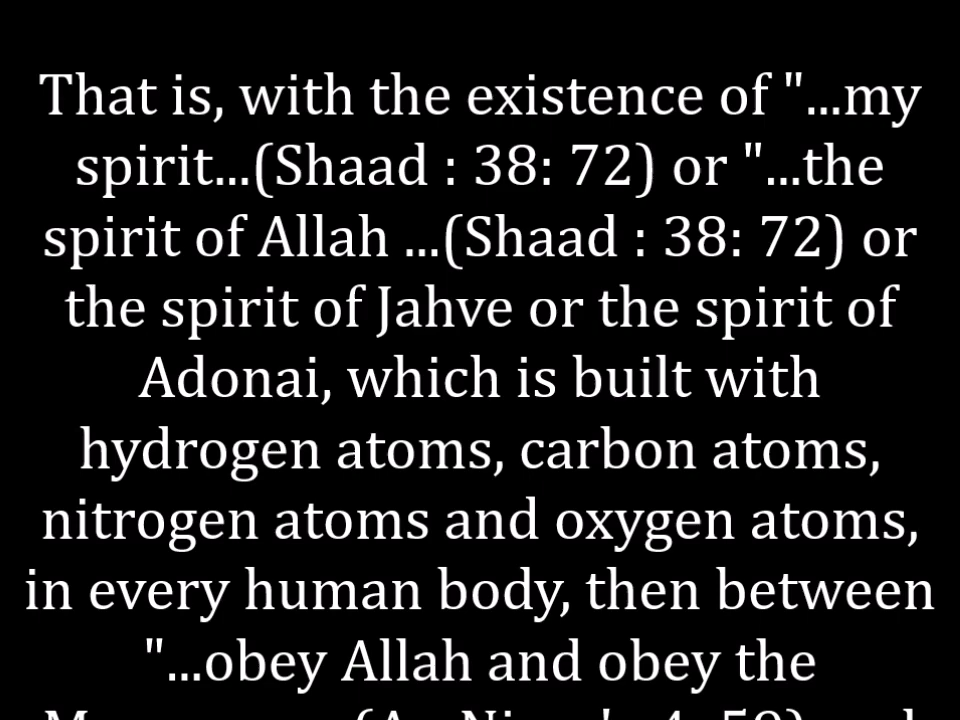 That is, with the existence of "...my
spirit...(Shaad : 38: 72) or "...the
spirit of Allah ...(Shaad : 38: 72) or
the spirit of Jahve or the spirit of
Adonai, which is built with
hydrogen atoms, carbon atoms,
nitrogen atoms and oxygen atoms,
in every human body, then between
"...obey Allah and obey the